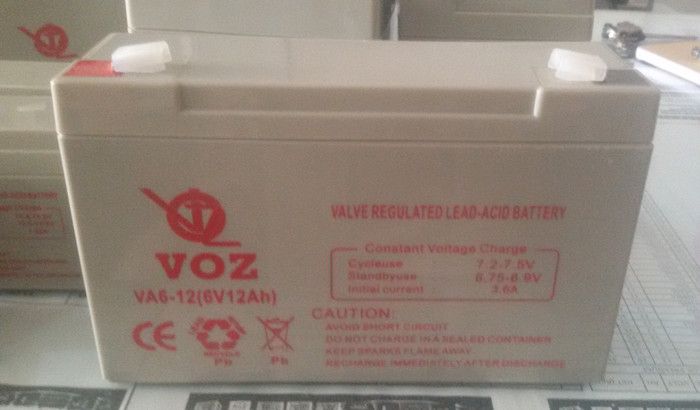 VALVE REGULATED LEAD-ACID BATTERY
VOZ
VA6-12(6V12Ah)
Constant Voltage Charge
Cycleuse 7.2-7.5V
Standbyuse 6.75-6.9V
Initial current 3.6A
CE
RECYCLE
Pb
Pb
CAUTION:
AVOID SHORT CIRCUIT
DO NOT CHARGE IN A SEALED CONTAINER
KEEP SPARKS FLAME AWAY
RECHARGE IMMEDIATELY AFTER DISCHARGE